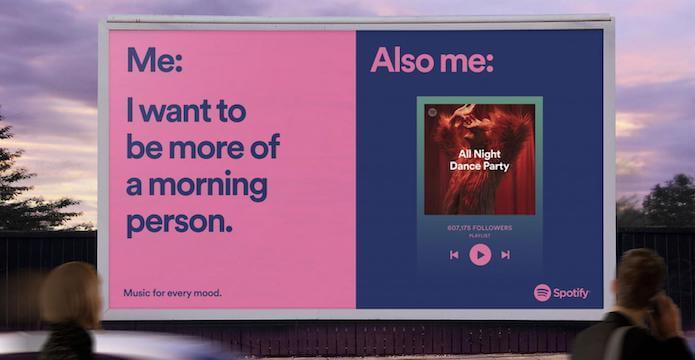 Me:
I want to
be more of
a morning
person.
Music for every mood.
Also me:
All Night
Dance Party
607,175 FOLLOWERS
PLAYLIST
Spotify